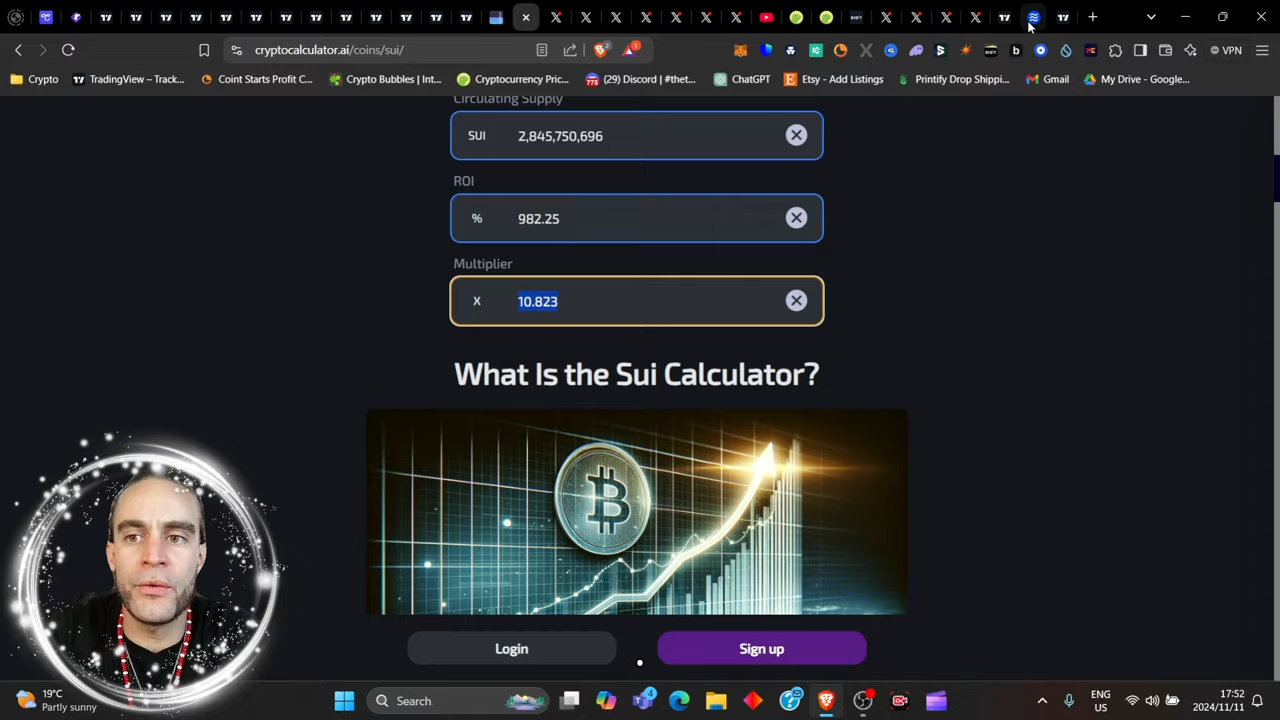 cryptocalculator.ai/coins/sui/
VPN
Crypto
TradingView – Track...
Coint Starts Profit C...
Crypto Bubbles | Int...
Cryptocurrency Pric...
(29) Discord | #thet...
ChatGPT
Etsy - Add Listings
Printify Drop Shippi...
Gmail
My Drive - Google...
Circulating Supply
SUI 2,845,750,696
ROI
% 982.25
Multiplier
X 10.823
What Is the Sui Calculator?
Login
Sign up
19°C
Partly sunny
Search
4
ENG
US
17:52
2024/11/11